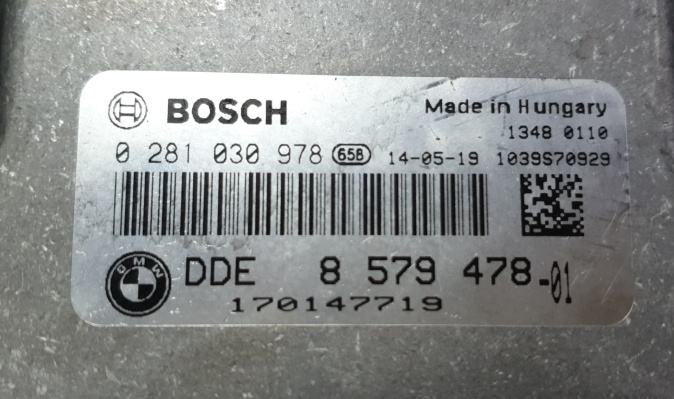 BOSCH
Made in Hungary
1348 0110
0 281 030 978 658 14-05-19 1039S70929
BMW DDE 8 579 478-01
170147719